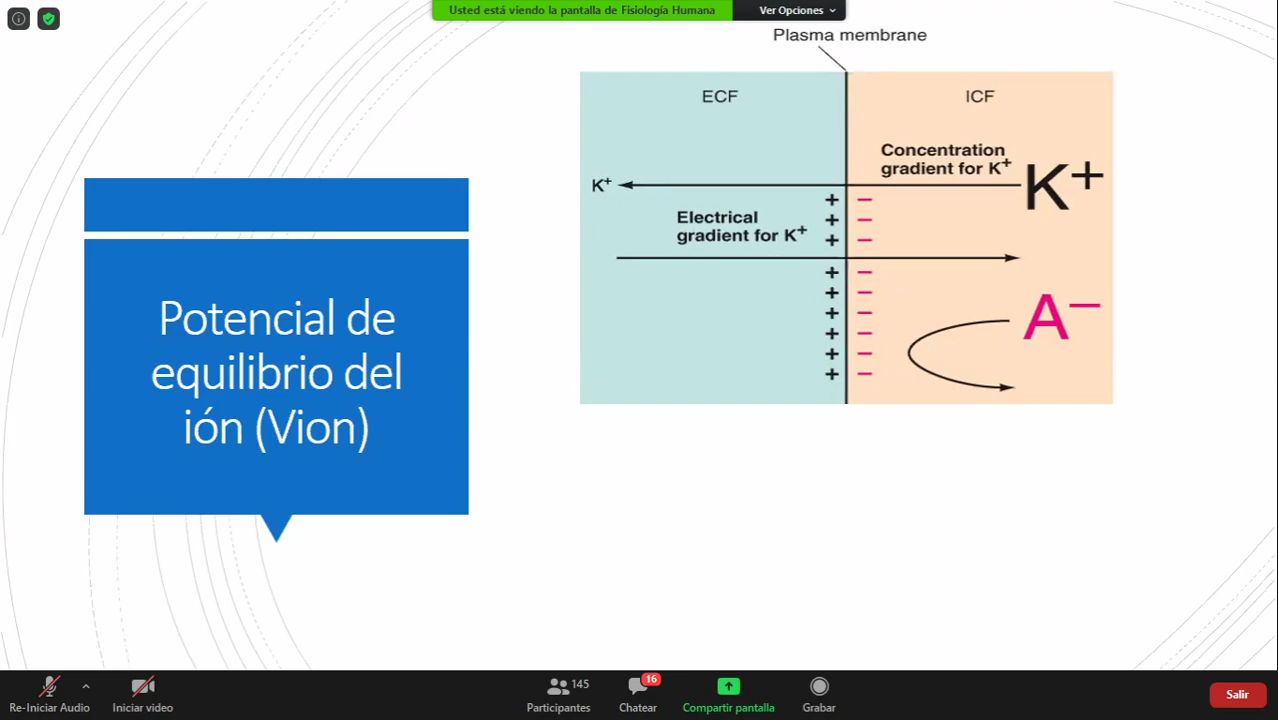 Usted está viendo la pantalla de Fisiología Humana
Ver Opciones
Plasma membrane
ECF
ICF
Concentration
gradient for K⁺
K⁺
K⁺
Electrical
gradient for K⁺
+ −
+ −
+ −
+ −
+ −
+ −
+ −
+ −
+ −
A⁻
Potencial de
equilibrio del
ión (Vion)
Re-Iniciar Audio
Iniciar video
145
Participantes
16
Chatear
Compartir pantalla
Grabar
Salir